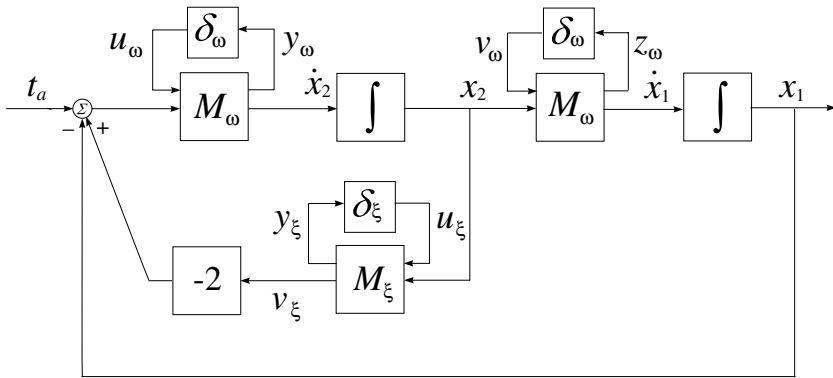 δ_ω δ_ω
u_ω y_ω v_ω z_ω
t_a Σ M_ω ẋ_2 ∫ x_2 M_ω ẋ_1 ∫ x_1
− +
δ_ξ
y_ξ u_ξ
-2 v_ξ M_ξ